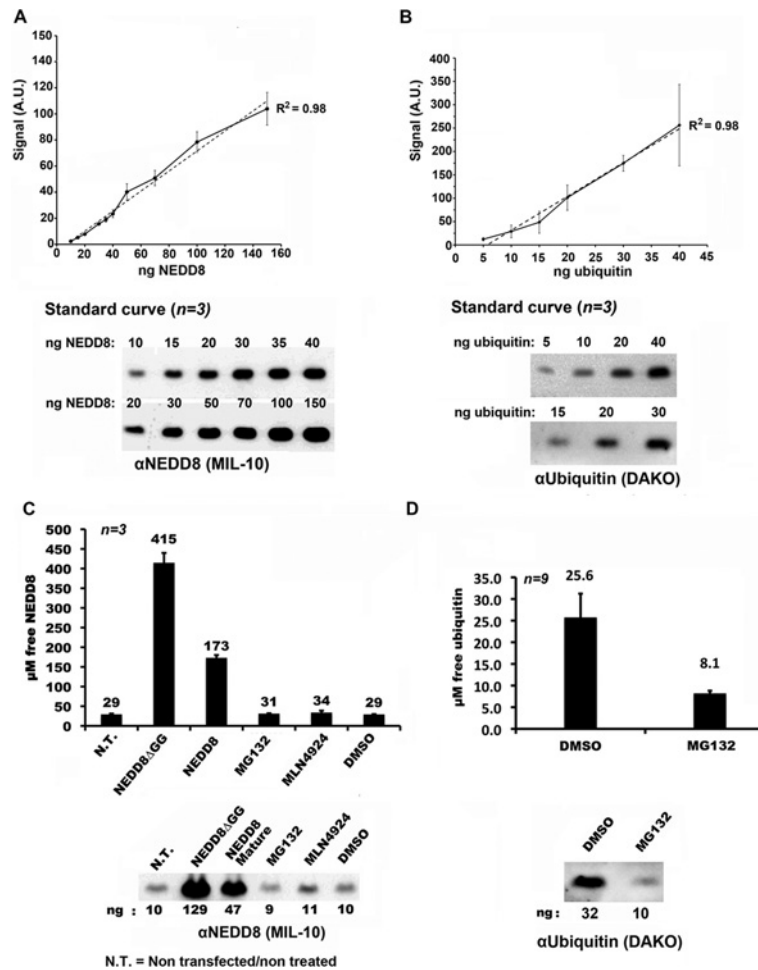 A
Signal (A.U.)
150
120
100
80
60
40
20
0
R² = 0.98
0 20 40 60 80 100 120 140 160
ng NEDD8
Standard curve (n=3)
ng NEDD8: 10 15 20 30 35 40
ng NEDD8: 20 30 50 70 100 150
αNEDD8 (MIL-10)
B
Signal (A.U.)
400
350
300
250
200
150
100
50
0
R² = 0.98
0 5 10 15 20 25 30 35 40 45
ng ubiquitin
Standard curve (n=3)
ng ubiquitin: 5 10 20 40
ng ubiquitin: 15 20 30
αUbiquitin (DAKO)
C
µM free NEDD8
500
450
400
350
300
250
200
150
100
50
0
n=3
29 415 173 31 34 29
N.T. NEDD8ΔGG NEDD8 MG132 MLN4924 DMSO
N.T. NEDD8ΔGG NEDD8 Mature MG132 MLN4924 DMSO
ng : 10 129 47 9 11 10
αNEDD8 (MIL-10)
N.T. = Non transfected/non treated
D
µM free ubiquitin
35.0
30.0
25.0
20.0
15.0
10.0
5.0
0.0
n=9
25.6 8.1
DMSO MG132
DMSO MG132
ng : 32 10
αUbiquitin (DAKO)